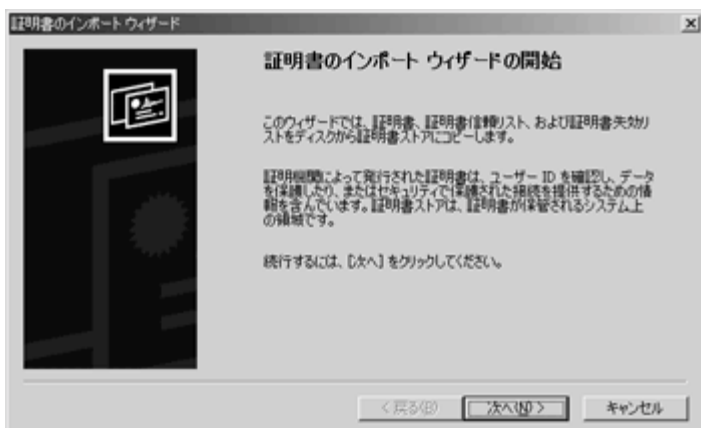 証明書のインポート ウィザード
証明書のインポート ウィザードの開始
このウィザードでは、証明書、証明書信頼リスト、および証明書失効リ
ストをディスクから証明書ストアにコピーします。
証明機関によって発行された証明書は、ユーザー ID を確認し、データ
を保護したり、またはセキュリティで保護された接続を提供するための情
報を含んでいます。証明書ストアは、証明書が保管されるシステム上
の領域です。
続行するには、[次へ] をクリックしてください。
< 戻る(B)
次へ(N) >
キャンセル